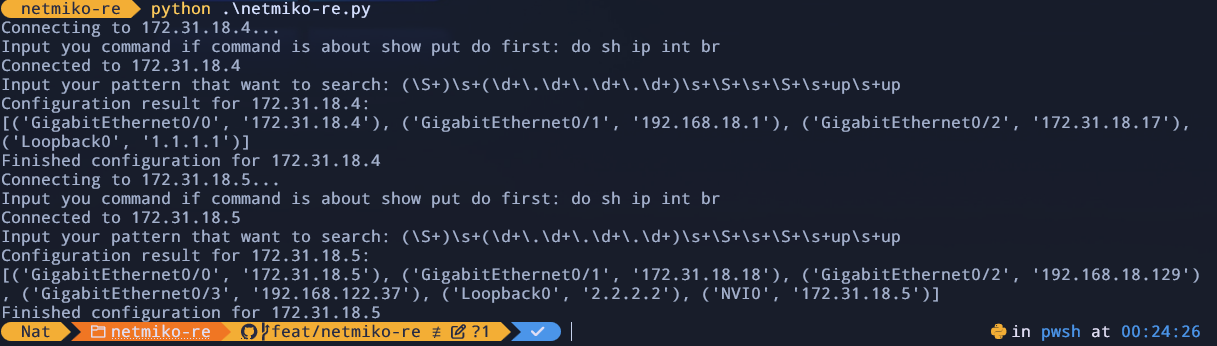 netmiko-re python .\netmiko-re.py
Connecting to 172.31.18.4...
Input you command if command is about show put do first: do sh ip int br
Connected to 172.31.18.4
Input your pattern that want to search: (\S+)\s+(\d+\.\d+\.\d+\.\d+)\s+\S+\s+\S+\s+up\s+up
Configuration result for 172.31.18.4:
[('GigabitEthernet0/0', '172.31.18.4'), ('GigabitEthernet0/1', '192.168.18.1'), ('GigabitEthernet0/2', '172.31.18.17'),
('Loopback0', '1.1.1.1')]
Finished configuration for 172.31.18.4
Connecting to 172.31.18.5...
Input you command if command is about show put do first: do sh ip int br
Connected to 172.31.18.5
Input your pattern that want to search: (\S+)\s+(\d+\.\d+\.\d+\.\d+)\s+\S+\s+\S+\s+up\s+up
Configuration result for 172.31.18.5:
[('GigabitEthernet0/0', '172.31.18.5'), ('GigabitEthernet0/1', '172.31.18.18'), ('GigabitEthernet0/2', '192.168.18.129')
, ('GigabitEthernet0/3', '192.168.122.37'), ('Loopback0', '2.2.2.2'), ('NVI0', '172.31.18.5')]
Finished configuration for 172.31.18.5
Nat netmiko-re feat/netmiko-re ≢ ?1 in pwsh at 00:24:26